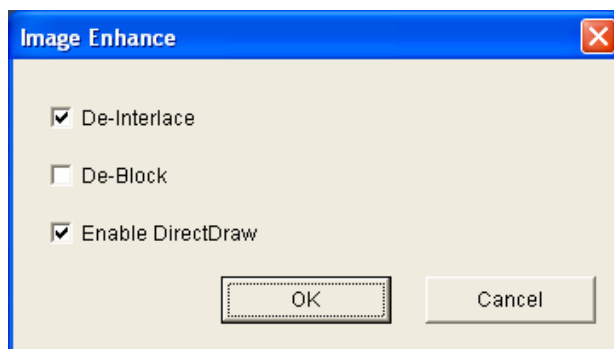 Image Enhance
De-Interlace
De-Block
Enable DirectDraw
OK Cancel